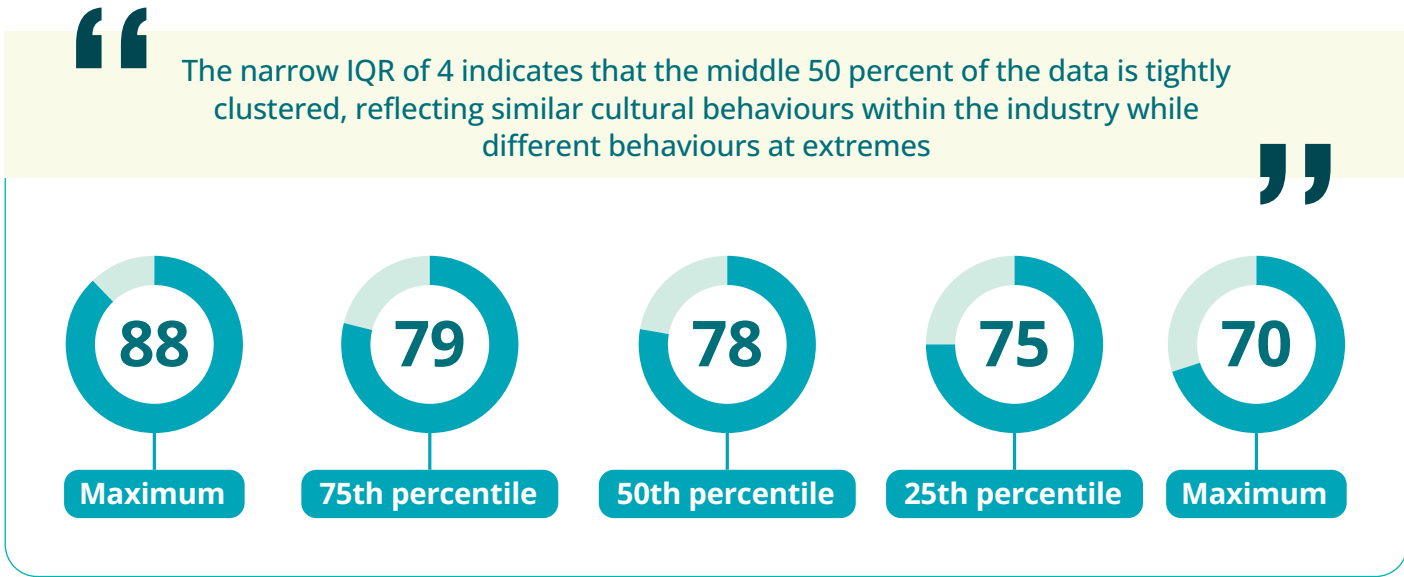 “
The narrow IQR of 4 indicates that the middle 50 percent of the data is tightly
clustered, reflecting similar cultural behaviours within the industry while
different behaviours at extremes
”
88
79
78
75
70
Maximum
75th percentile
50th percentile
25th percentile
Maximum